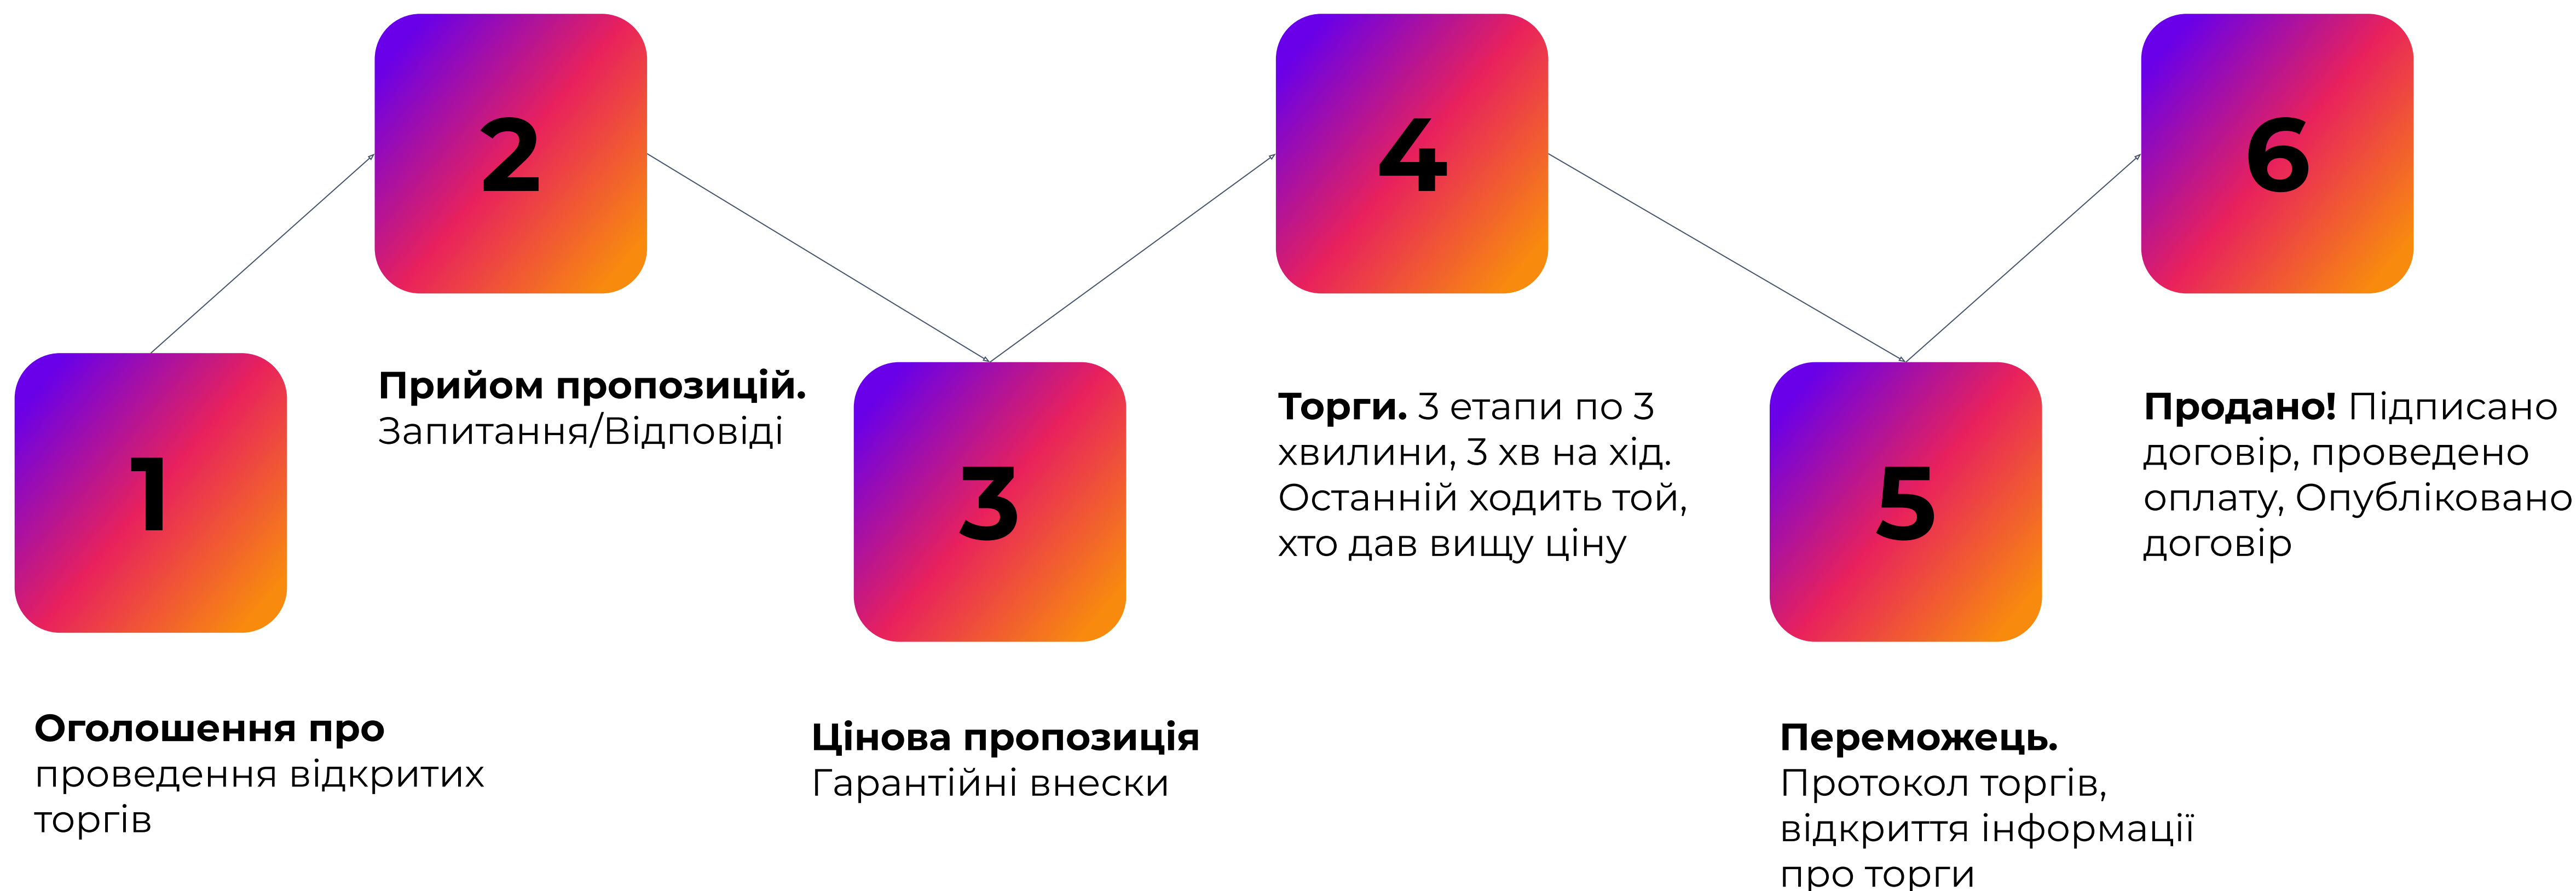 1
Оголошення про
проведення відкритих
торгів
2
Прийом пропозицій.
Запитання/Відповіді
3
Цінова пропозиція
Гарантійні внески
4
Торги. 3 етапи по 3
хвилини, 3 хв на хід.
Останній ходить той,
хто дав вищу ціну
5
Переможець.
Протокол торгів,
відкриття інформації
про торги
6
Продано! Підписано
договір, проведено
оплату, Опубліковано
договір